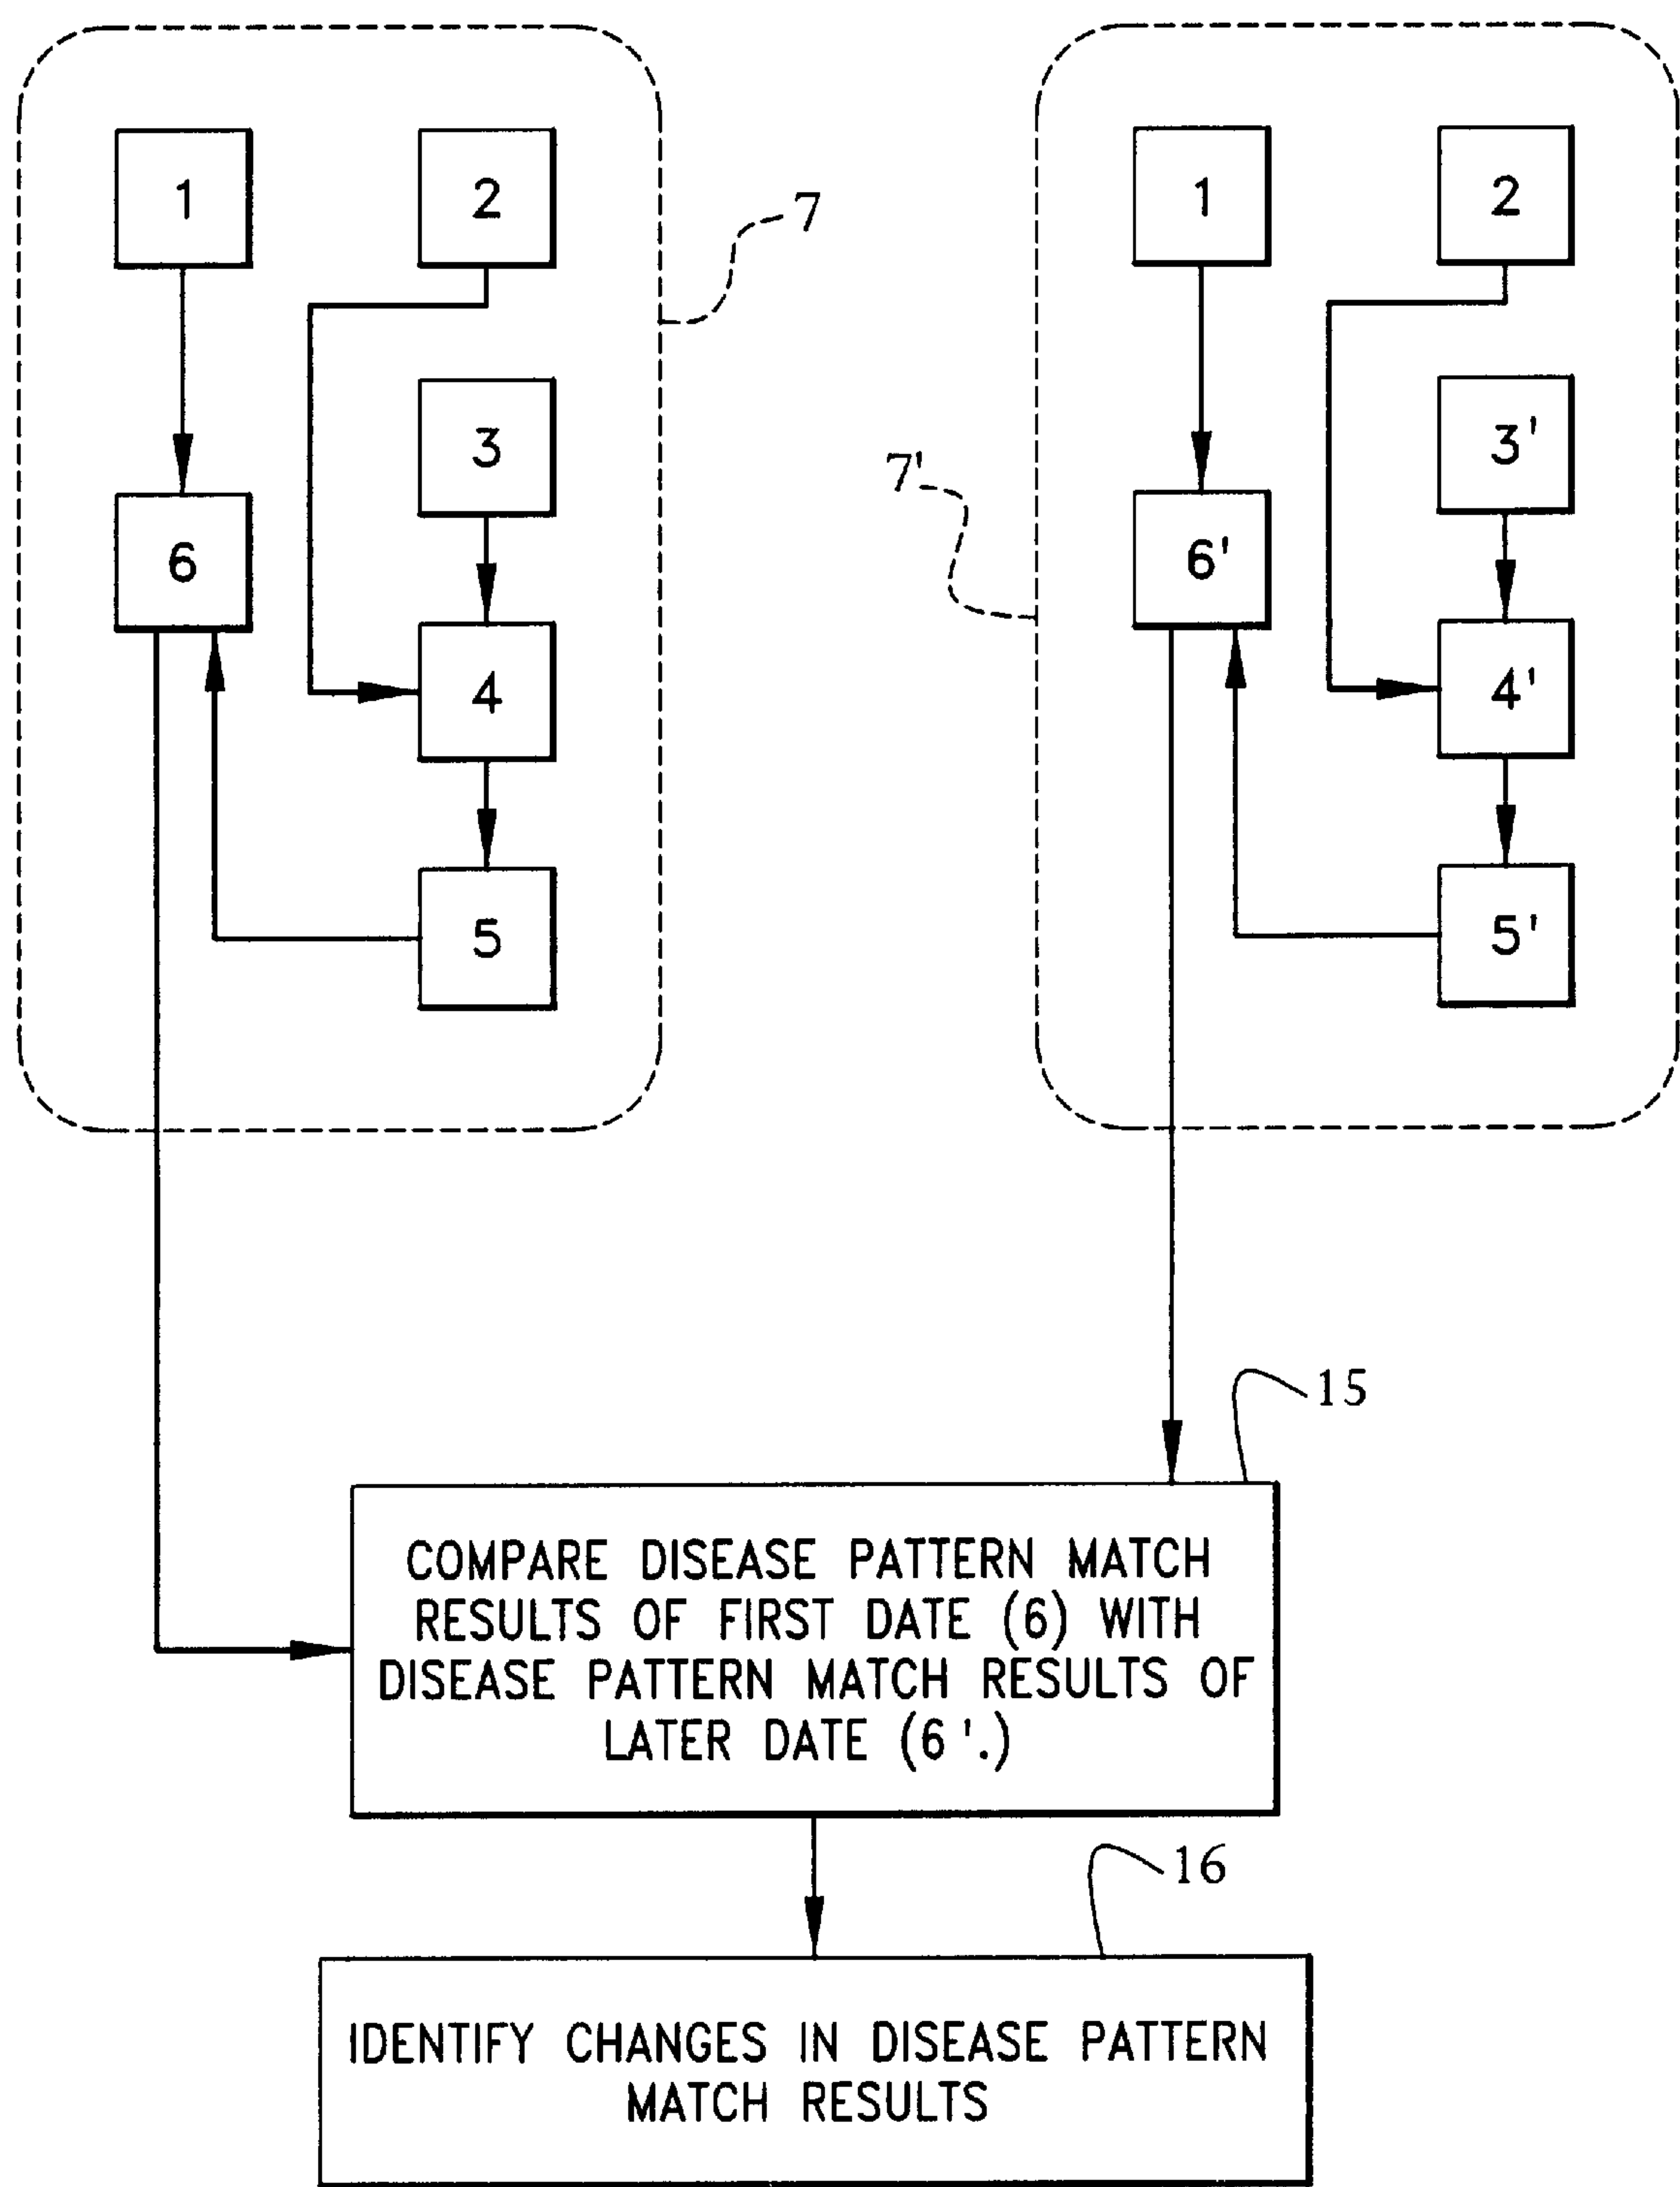 1
2
7
3
6
4
5
1
2
3'
7'
6'
4'
5'
15
COMPARE DISEASE PATTERN MATCH
RESULTS OF FIRST DATE (6) WITH
DISEASE PATTERN MATCH RESULTS OF
LATER DATE (6'.)
16
IDENTIFY CHANGES IN DISEASE PATTERN
MATCH RESULTS